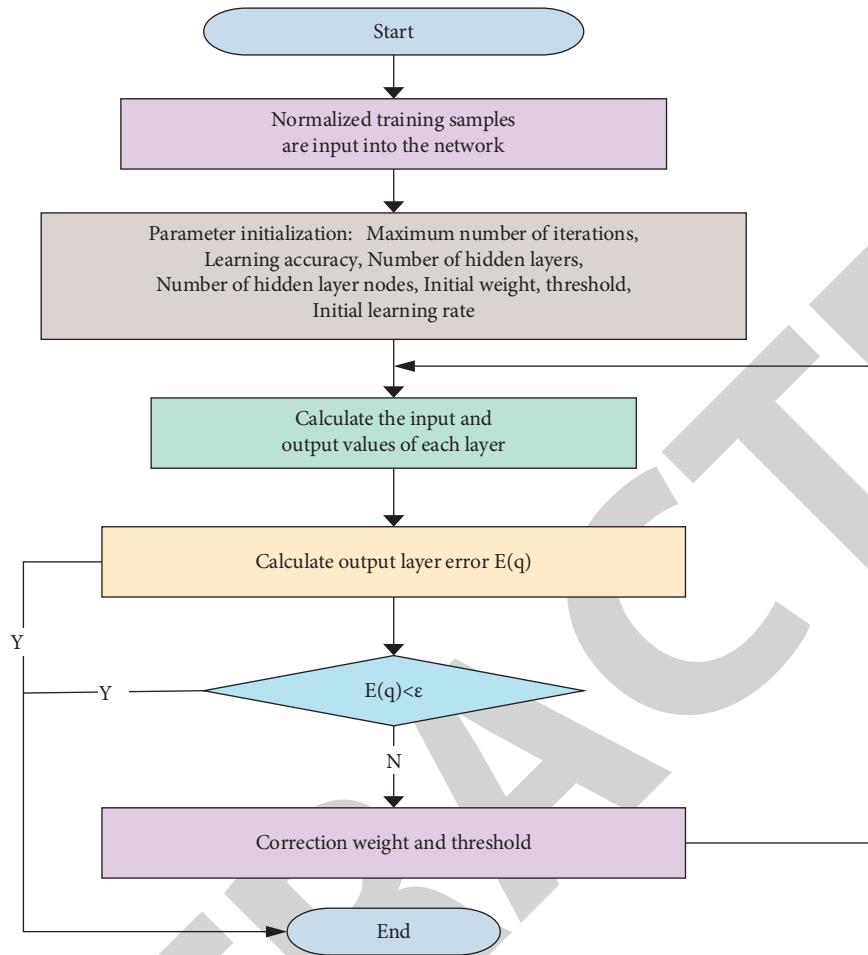 Start
Normalized training samples
are input into the network
Parameter initialization: Maximum number of iterations,
Learning accuracy, Number of hidden layers,
Number of hidden layer nodes, Initial weight, threshold,
Initial learning rate
Calculate the input and
output values of each layer
Calculate output layer error E(q)
Y
E(q)<ε
Y
N
Correction weight and threshold
End
TRACT